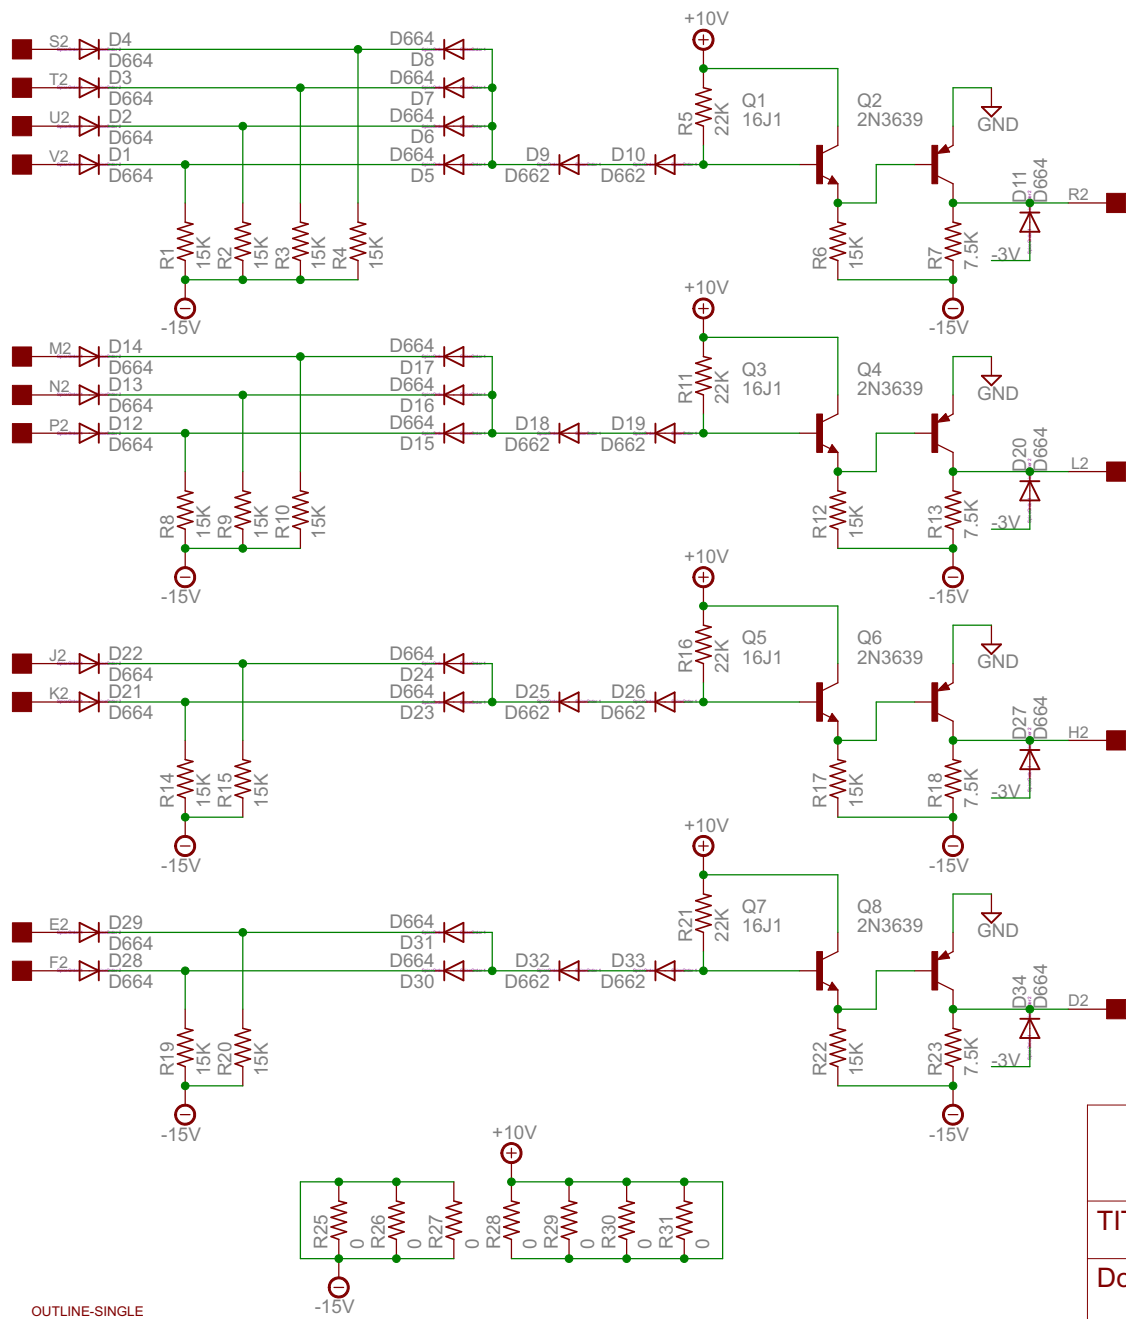 +10V
S2 D4 D664 D664 D8
T2 D3 D664 D664 D7
U2 D2 D664 D664 D6
V2 D1 D664 D664 D5
D9 D662 D10 D662
R5 22K
Q1 16J1
Q2 2N3639
GND
D11 D664
R2
R1 15K R2 15K R3 15K R4 15K
R6 15K R7 7.5K -3V
-15V -15V
+10V
M2 D14 D664 D664 D17
N2 D13 D664 D664 D16
P2 D12 D664 D664 D15
D18 D662 D19 D662
R11 22K
Q3 16J1
Q4 2N3639
GND
D20 D664
L2
R8 15K R9 15K R10 15K
R12 15K R13 7.5K -3V
-15V -15V
+10V
J2 D22 D664 D664 D24
K2 D21 D664 D664 D23
D25 D662 D26 D662
R16 22K
Q5 16J1
Q6 2N3639
GND
D27 D664
H2
R14 15K R15 15K
R17 15K R18 7.5K -3V
-15V -15V
+10V
E2 D29 D664 D664 D31
F2 D28 D664 D664 D30
D32 D662 D33 D662
R21 22K
Q7 16J1
Q8 2N3639
GND
D34 D664
D2
R19 15K R20 15K
R22 15K R23 7.5K -3V
-15V -15V
+10V
R25 0 R26 0 R27 0 R28 0 R29 0 R30 0 R31 0
-15V
OUTLINE-SINGLE